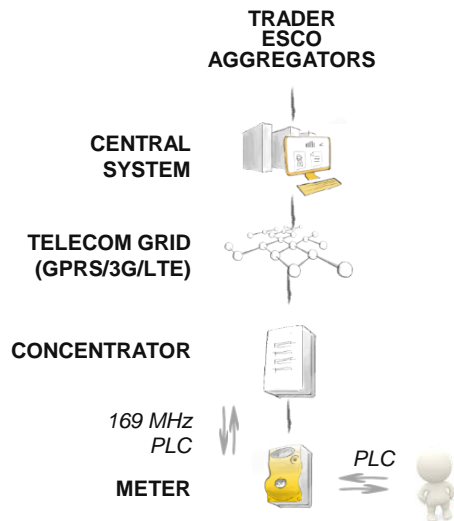 TRADER
ESCO
AGGREGATORS
CENTRAL
SYSTEM
TELECOM GRID
(GPRS/3G/LTE)
CONCENTRATOR
169 MHz
PLC
PLC
METER